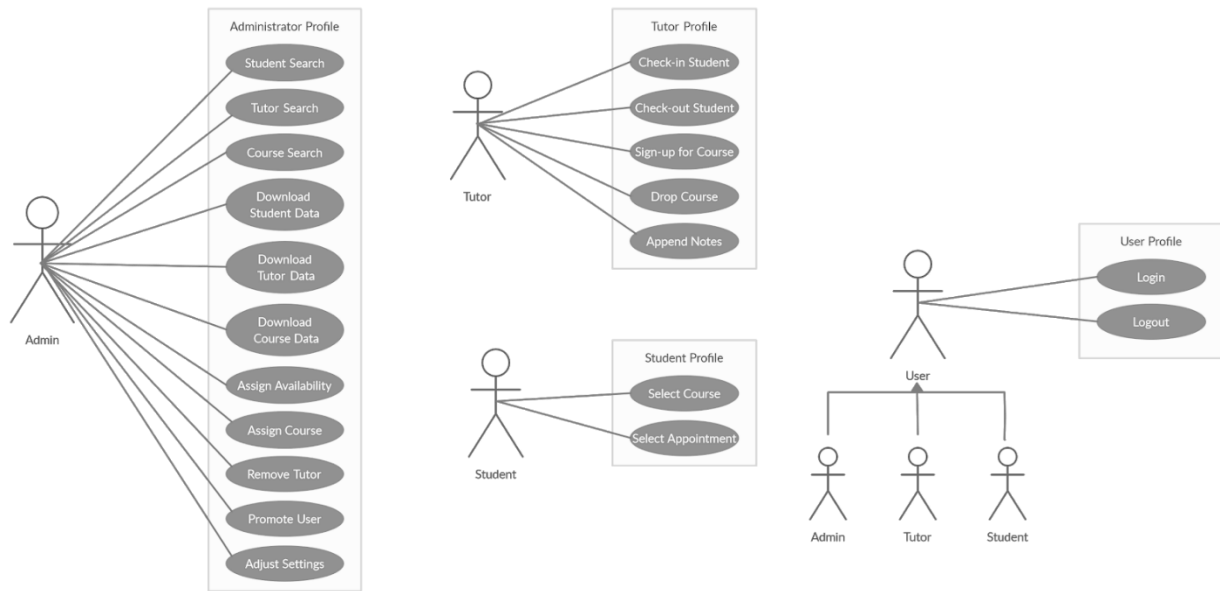 Administrator Profile
Student Search
Tutor Search
Course Search
Download
Student Data
Download
Tutor Data
Download
Course Data
Assign Availability
Assign Course
Remove Tutor
Promote User
Adjust Settings
Admin
Tutor Profile
Check-in Student
Check-out Student
Sign-up for Course
Drop Course
Append Notes
Tutor
Student Profile
Select Course
Select Appointment
Student
User Profile
Login
Logout
User
Admin
Tutor
Student